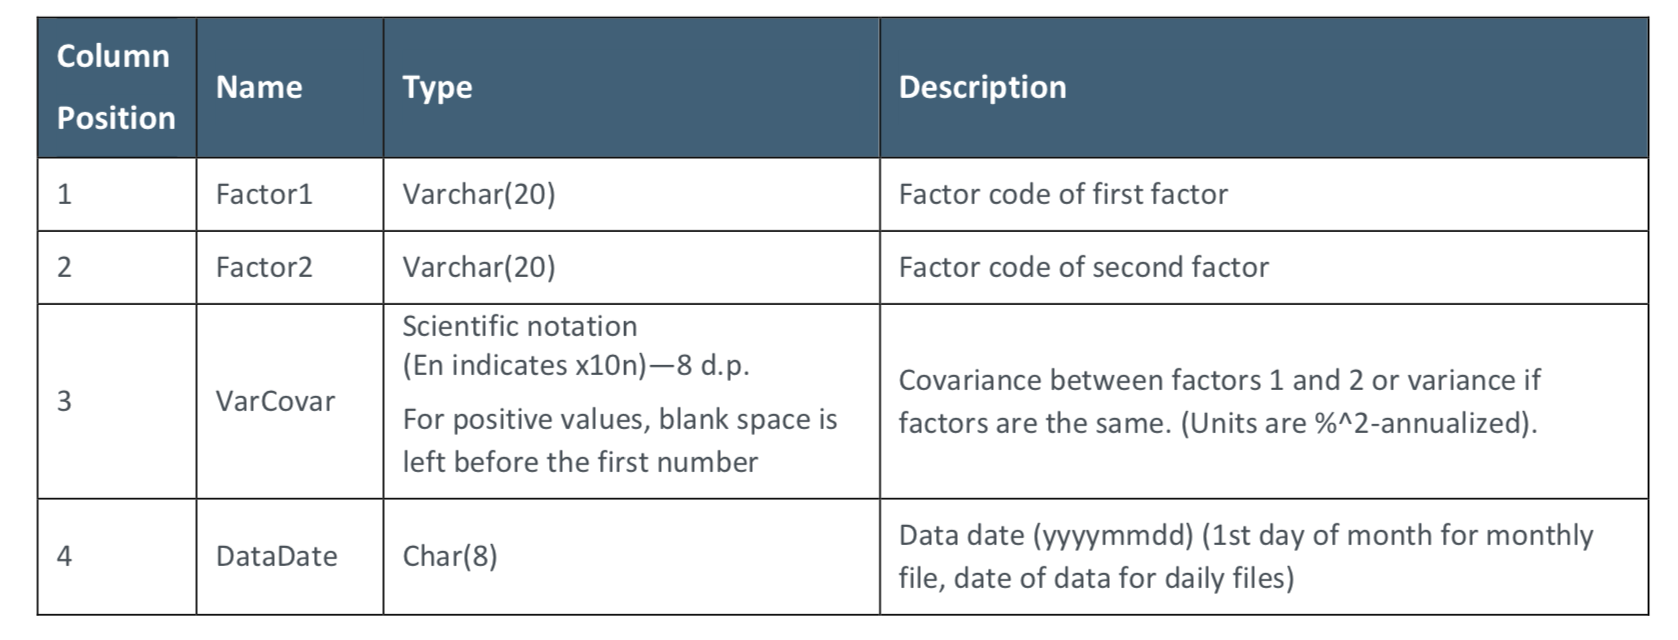 Column
Position
Name
Type
Description
1
Factor1
Varchar(20)
Factor code of first factor
2
Factor2
Varchar(20)
Factor code of second factor
3
VarCovar
Scientific notation
(En indicates x10n)—8 d.p.
For positive values, blank space is
left before the first number
Covariance between factors 1 and 2 or variance if
factors are the same. (Units are %^2-annualized).
4
DataDate
Char(8)
Data date (yyyymmdd) (1st day of month for monthly
file, date of data for daily files)